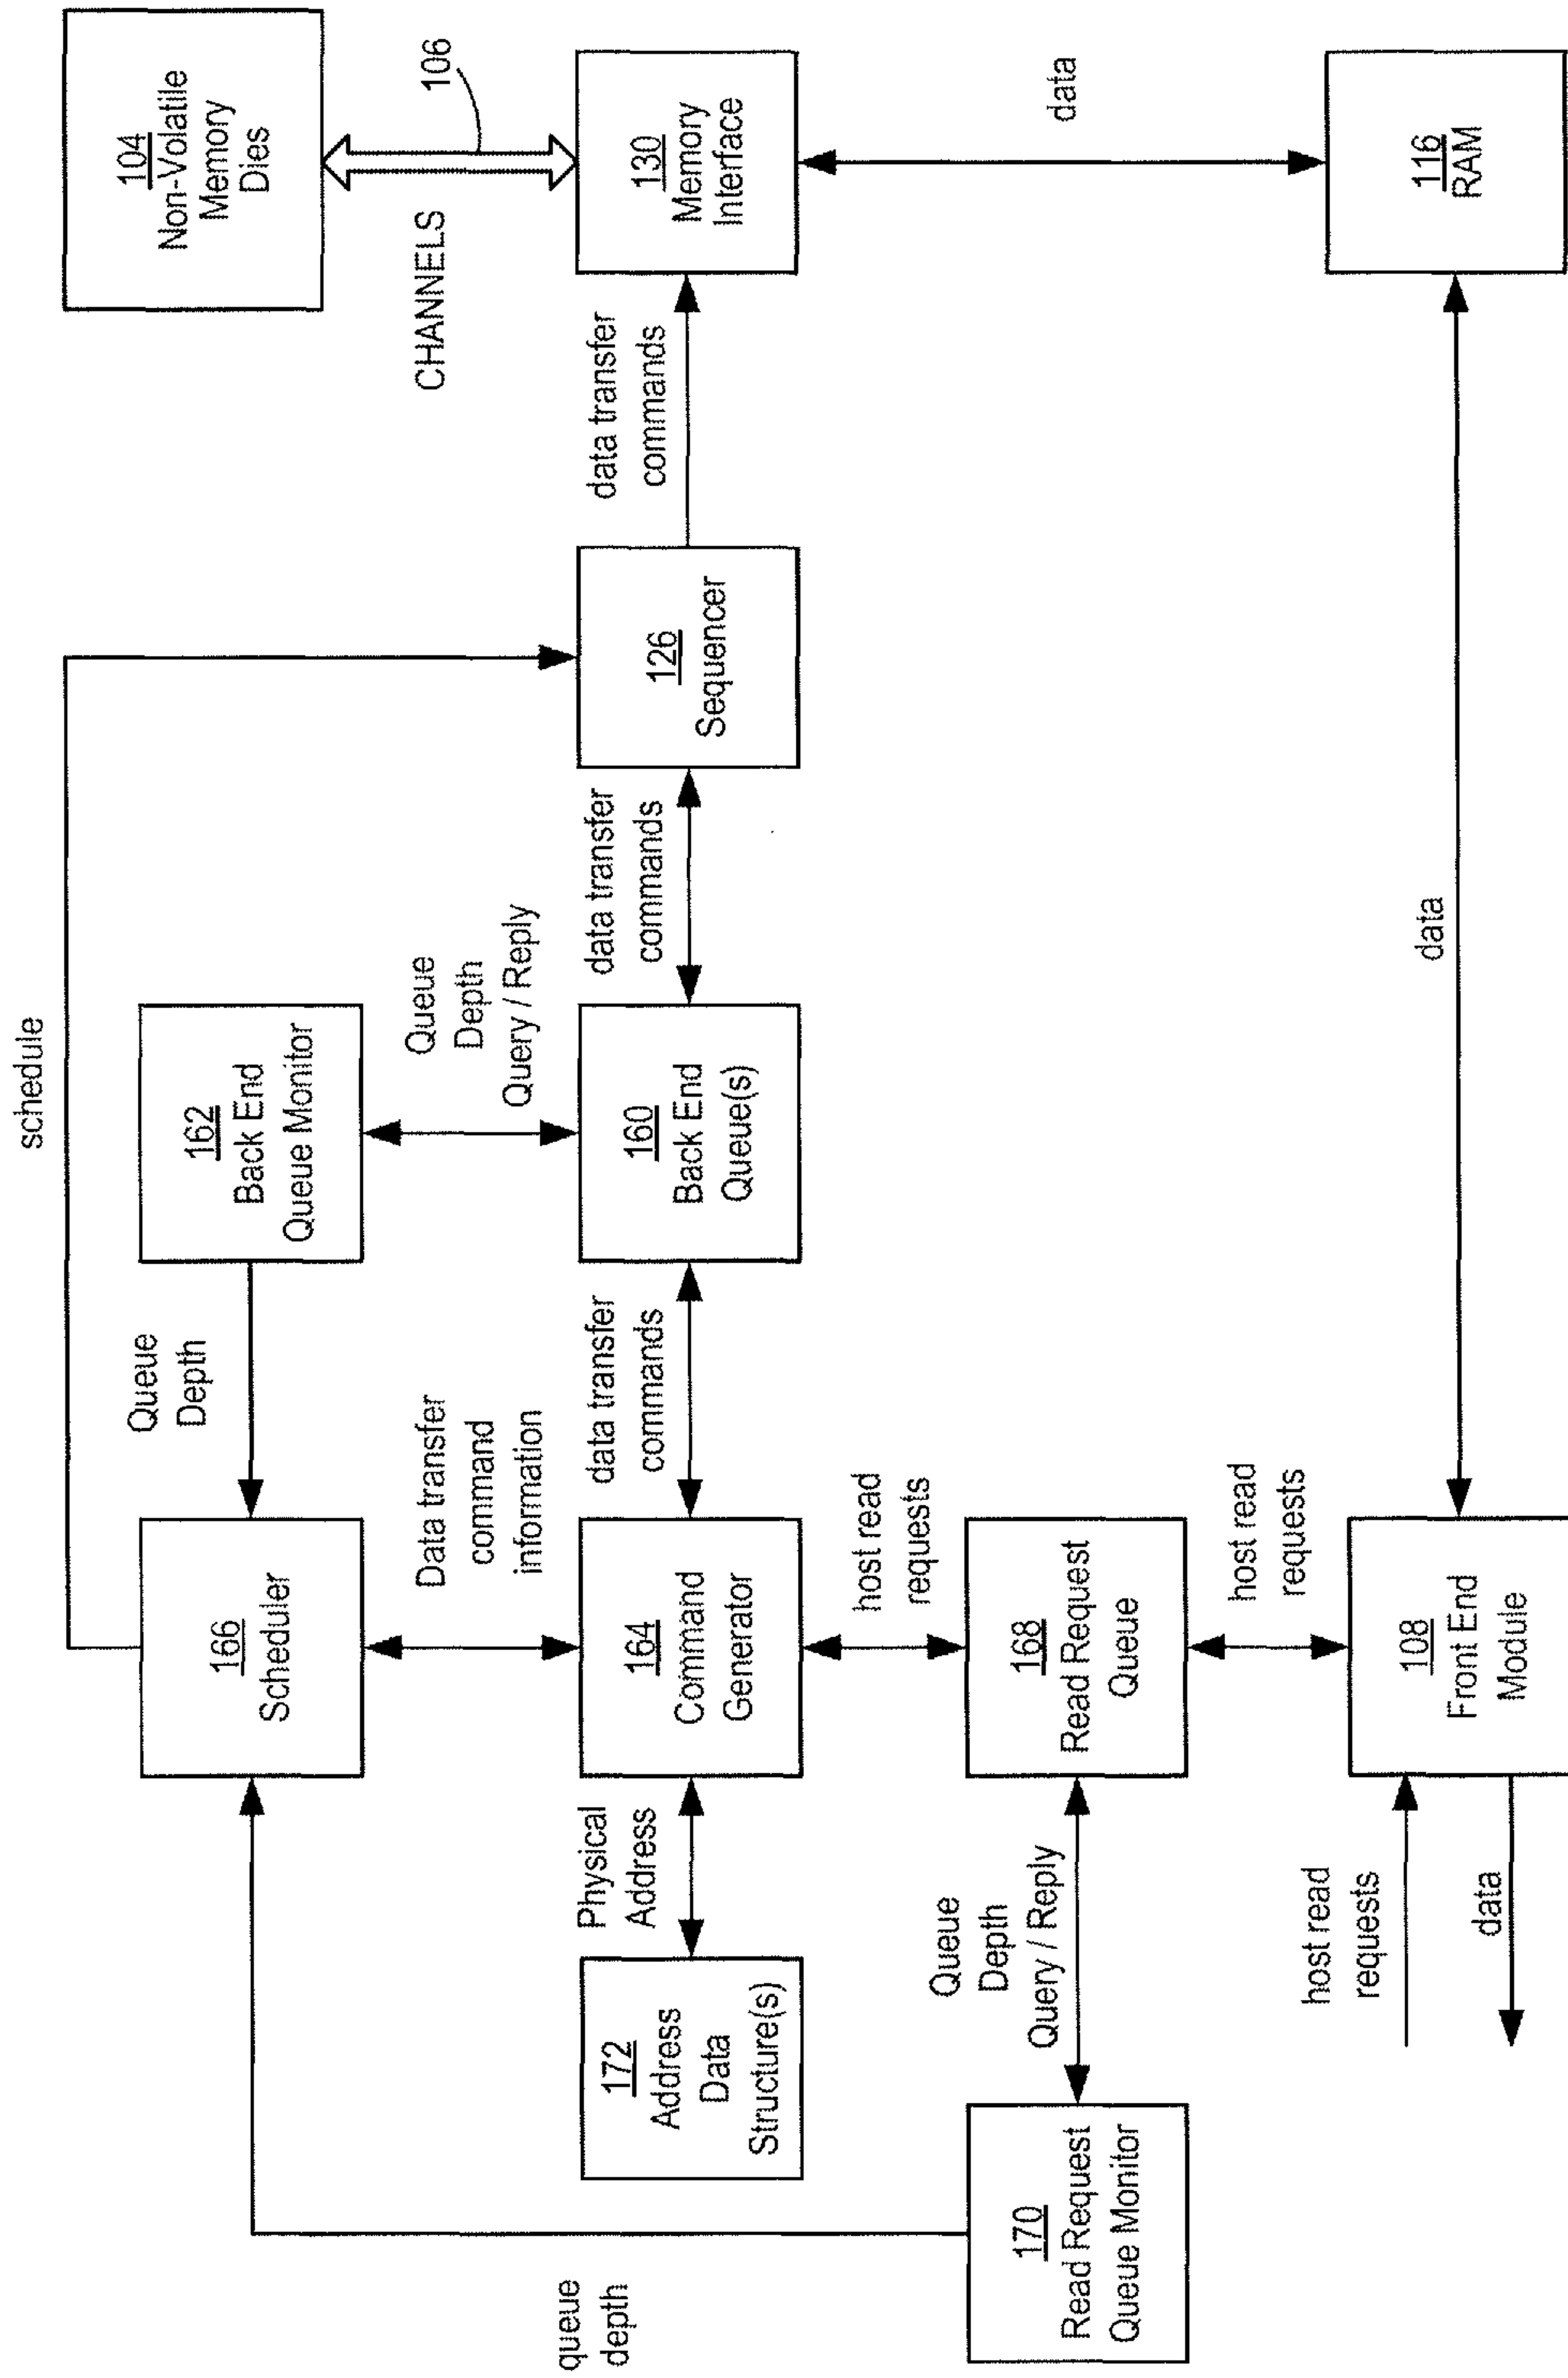 schedule
queue
depth
166
Scheduler
Queue
Depth
162
Back End
Queue Monitor
104
Non-Volatile
Memory
Dies
Data transfer
command
information
Queue
Depth
Query / Reply
CHANNELS
106
172
Address
Data
Structure(s)
Physical
Address
164
Command
Generator
data transfer
commands
160
Back End
Queue(s)
data transfer
commands
126
Sequencer
data transfer
commands
130
Memory
Interface
host read
requests
170
Read Request
Queue Monitor
Queue
Depth
Query / Reply
168
Read Request
Queue
data
host read
requests
host read
requests
data
108
Front End
Module
data
116
RAM